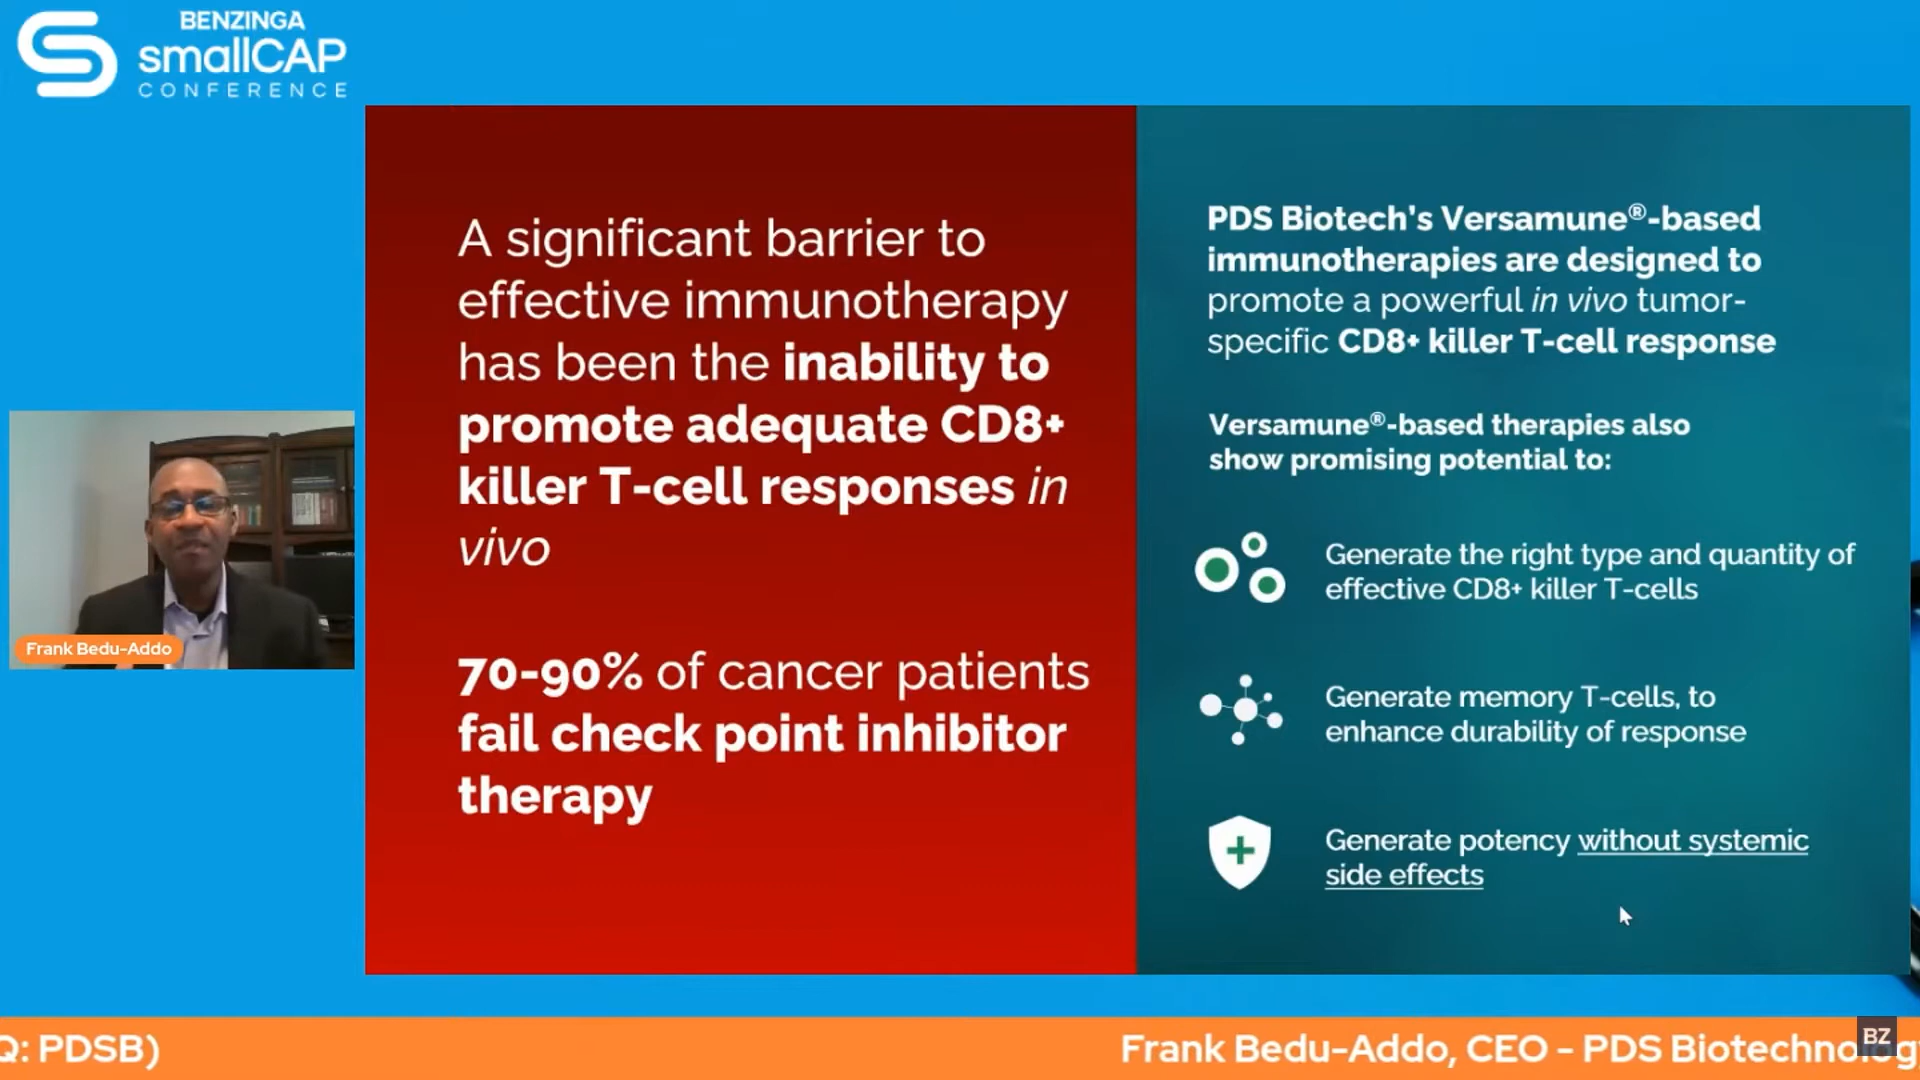 BENZINGA
smallCAP
CONFERENCE
A significant barrier to
effective immunotherapy
has been the inability to
promote adequate CD8+
killer T-cell responses in
vivo
70-90% of cancer patients
fail check point inhibitor
therapy
PDS Biotech's Versamune®-based
immunotherapies are designed to
promote a powerful in vivo tumor-
specific CD8+ killer T-cell response
Versamune®-based therapies also
show promising potential to:
Generate the right type and quantity of
effective CD8+ killer T-cells
Generate memory T-cells, to
enhance durability of response
Generate potency without systemic
side effects
Frank Bedu-Addo
Q: PDSB)
Frank Bedu-Addo, CEO - PDS Biotechnology
BZ